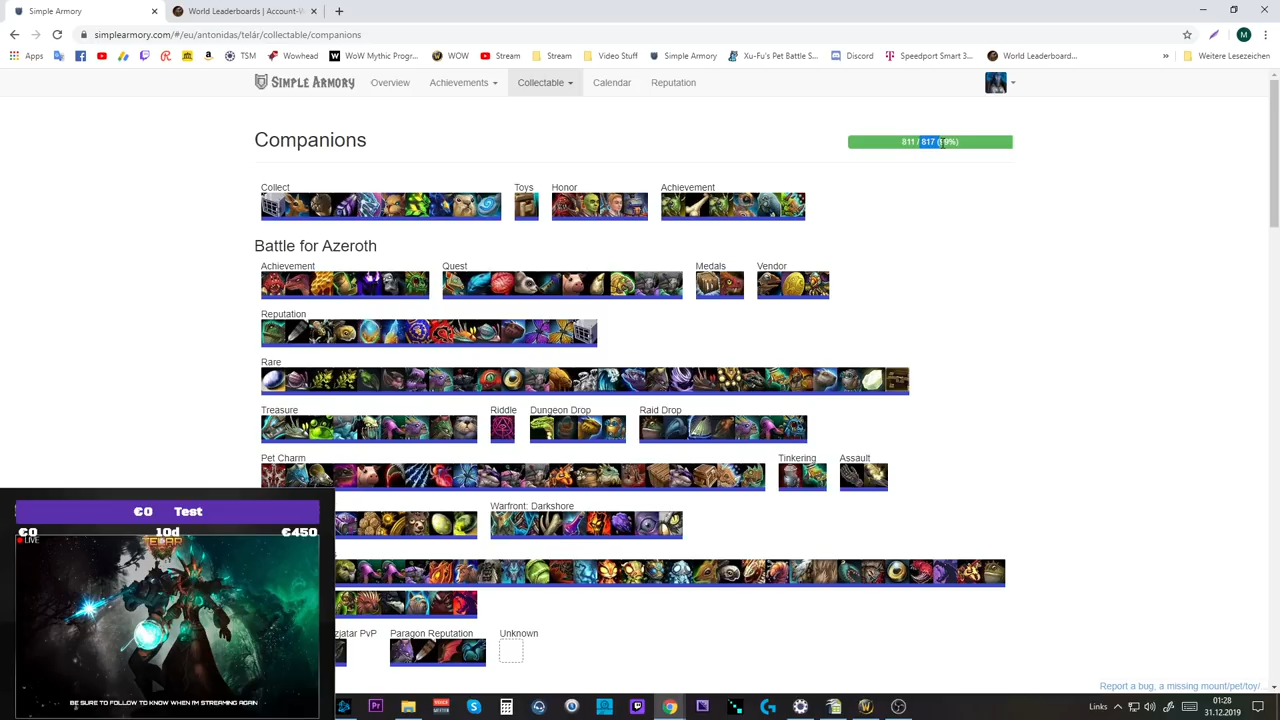 Simple Armory
World Leaderboards | Account-W
simplearmory.com/#/eu/antonidas/telár/collectable/companions
Apps
TSM
Wowhead
WoW Mythic Progr...
WOW
Stream
Stream
Video Stuff
Simple Armory
Xu-Fu's Pet Battle S...
Discord
Speedport Smart 3...
World Leaderboard...
»
Weitere Lesezeichen
SIMPLE ARMORY
Overview
Achievements
Collectable
Calendar
Reputation
Companions
811 / 817 (99%)
Collect
Toys
Honor
Achievement
Battle for Azeroth
Achievement
Quest
Medals
Vendor
Reputation
Rare
Treasure
Riddle
Dungeon Drop
Raid Drop
Pet Charm
Tinkering
Assault
Warfront: Darkshore
zjatar PvP
Paragon Reputation
Unknown
€0 Test
€0 10d €450
LIVE
TELAR
BE SURE TO FOLLOW TO KNOW WHEN I'M STREAMING AGAIN
Report a bug, a missing mount/pet/toy/
Links
»
01:28
31.12.2019